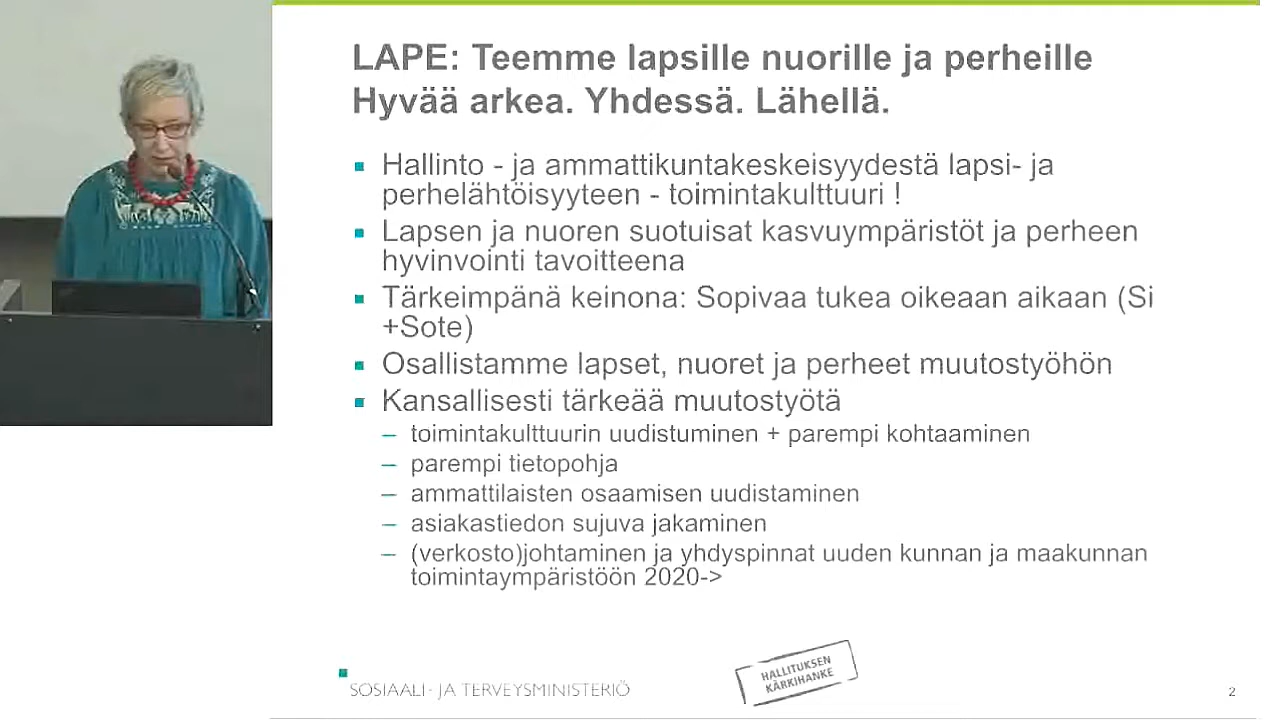 LAPE: Teemme lapsille nuorille ja perheille
Hyvää arkea. Yhdessä. Lähellä.
Hallinto - ja ammattikuntakeskeisyydestä lapsi- ja
perhelähtöisyyteen - toimintakulttuuri !
Lapsen ja nuoren suotuisat kasvuympäristöt ja perheen
hyvinvointi tavoitteena
Tärkeimpänä keinona: Sopivaa tukea oikeaan aikaan (Si
+Sote)
Osallistamme lapset, nuoret ja perheet muutostyöhön
Kansallisesti tärkeää muutostyötä
– toimintakulttuurin uudistuminen + parempi kohtaaminen
– parempi tietopohja
– ammattilaisten osaamisen uudistaminen
– asiakastiedon sujuva jakaminen
– (verkosto)johtaminen ja yhdyspinnat uuden kunnan ja maakunnan
toimintaympäristöön 2020->
SOSIAALI- JA TERVEYSMINISTERIÖ
HALLITUKSEN
KÄRKIHANKE
2